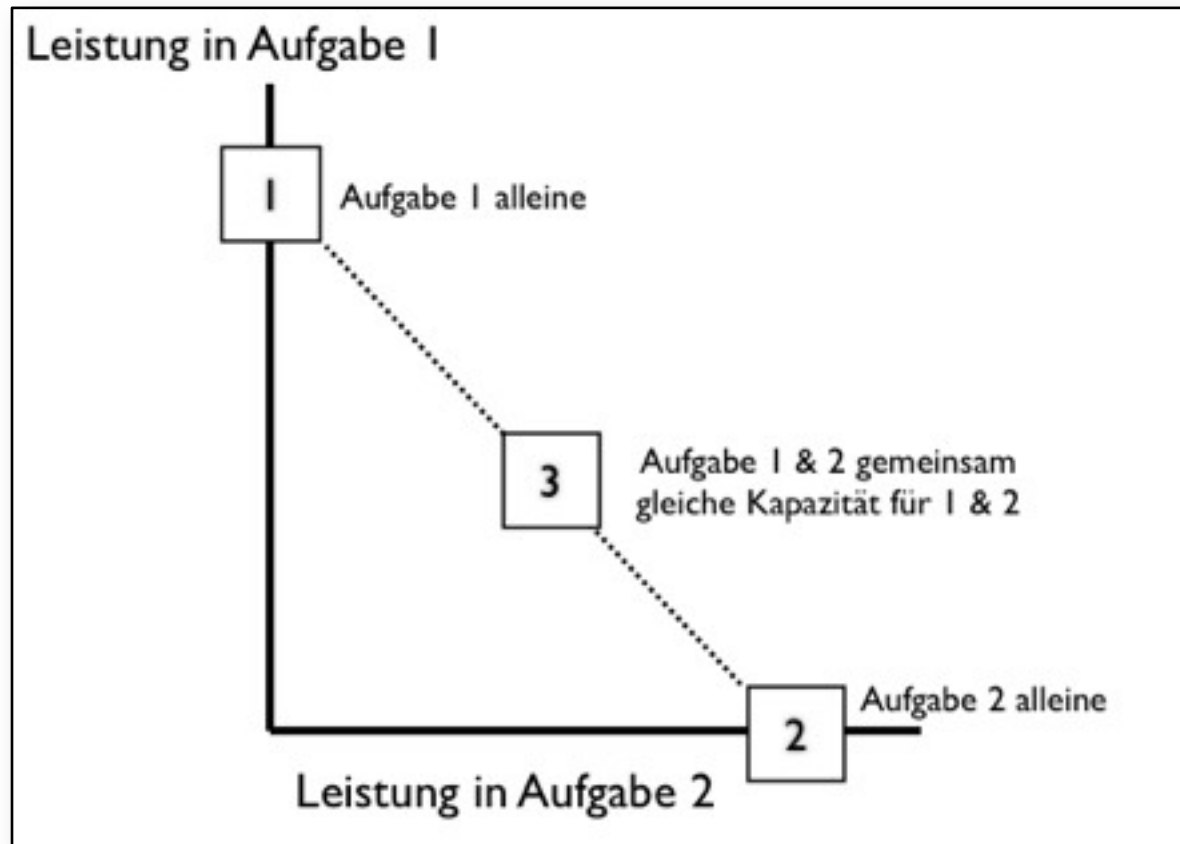 Leistung in Aufgabe 1
1
Aufgabe 1 alleine
3
Aufgabe 1 & 2 gemeinsam
gleiche Kapazität für 1 & 2
Aufgabe 2 alleine
2
Leistung in Aufgabe 2